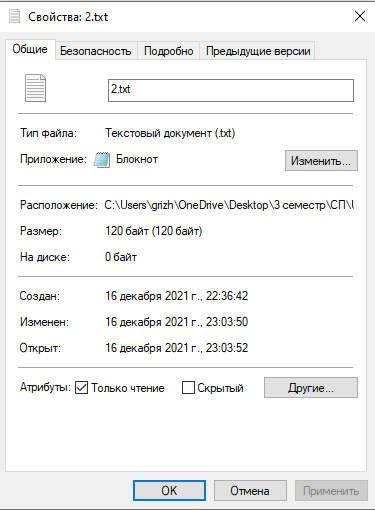 Свойства: 2.txt
Общие Безопасность Подробно Предыдущие версии
2.txt
Тип файла: Текстовый документ (.txt)
Приложение: Блокнот Изменить...
Расположение: C:\Users\grizh\OneDrive\Desktop\3 семестр\СП\
Размер: 120 байт (120 байт)
На диске: 0 байт
Создан: 16 декабря 2021 г., 22:36:42
Изменен: 16 декабря 2021 г., 23:03:50
Открыт: 16 декабря 2021 г., 23:03:52
Атрибуты: Только чтение Скрытый Другие...
OK Отмена Применить